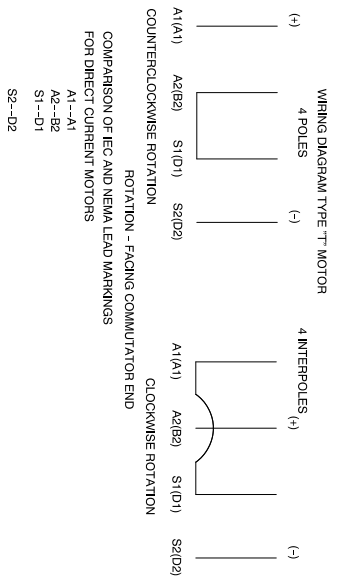 WIRING DIAGRAM TYPE "T" MOTOR
4 POLES
4 INTERPOLES
(+)
(-)
(+)
(-)
A1(A1)
A2(B2)
S1(D1)
S2(D2)
A1(A1)
A2(B2)
S1(D1)
S2(D2)
COUNTERCLOCKWISE ROTATION
CLOCKWISE ROTATION
ROTATION - FACING COMMUTATOR END
COMPARISON OF IEC AND NEMA LEAD MARKINGS
FOR DIRECT CURRENT MOTORS
A1--A1
A2--B2
S1--D1
S2--D2